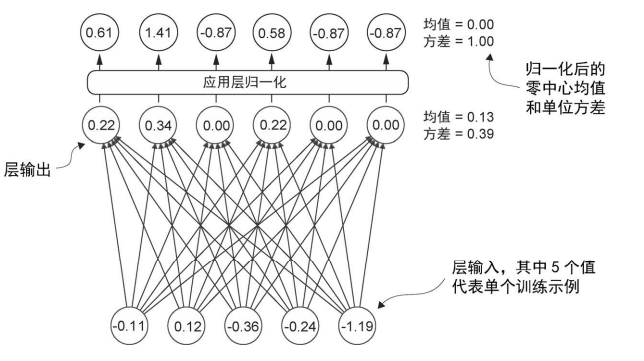 0.61 1.41 -0.87 0.58 -0.87 -0.87
均值 = 0.00
方差 = 1.00
归一化后的
零中心均值
和单位方差
应用层归一化
0.22 0.34 0.00 0.22 0.00 0.00
均值 = 0.13
方差 = 0.39
层输出
层输入，其中 5 个值
代表单个训练示例
-0.11 0.12 -0.36 -0.24 -1.19